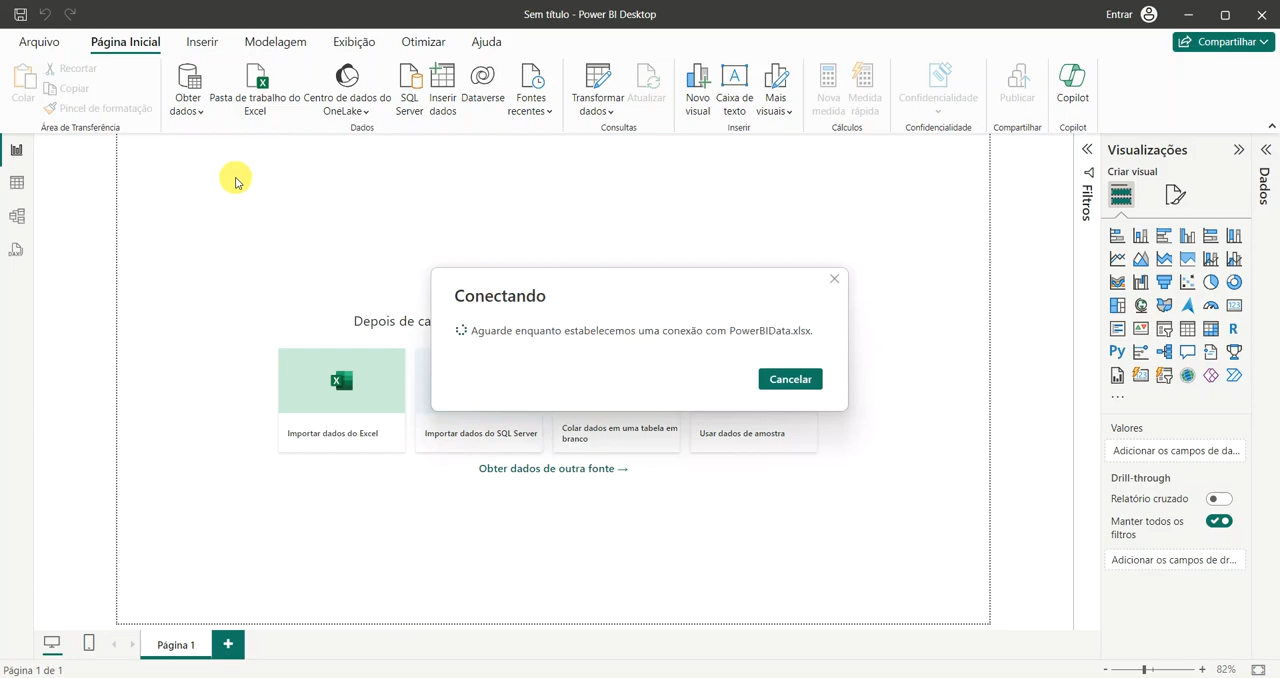 Sem título - Power BI Desktop
Entrar
Arquivo
Página Inicial
Inserir
Modelagem
Exibição
Otimizar
Ajuda
Compartilhar
Colar
Recortar
Copiar
Pincel de formatação
Área de Transferência
Obter
dados
Pasta de trabalho do
Excel
Centro de dados do
OneLake
SQL
Server
Inserir
dados
Dataverse
Fontes
recentes
Dados
Transformar
dados
Atualizar
Consultas
Novo
visual
Caixa de
texto
Mais
visuais
Inserir
Nova
medida
Medida
rápida
Cálculos
Confidencialidade
Confidencialidade
Publicar
Compartilhar
Copilot
Copilot
Depois de ca
Conectando
Aguarde enquanto estabelecemos uma conexão com PowerBIData.xlsx.
Cancelar
Importar dados do Excel
Importar dados do SQL Server
Colar dados em uma tabela em
branco
Usar dados de amostra
Obter dados de outra fonte →
Filtros
Visualizações
Criar visual
123
R
Py
123
...
Valores
Adicionar os campos de da...
Drill-through
Relatório cruzado
Manter todos os
filtros
Adicionar os campos de dr...
Dados
DAX
Página 1
Página 1 de 1
- + 82%